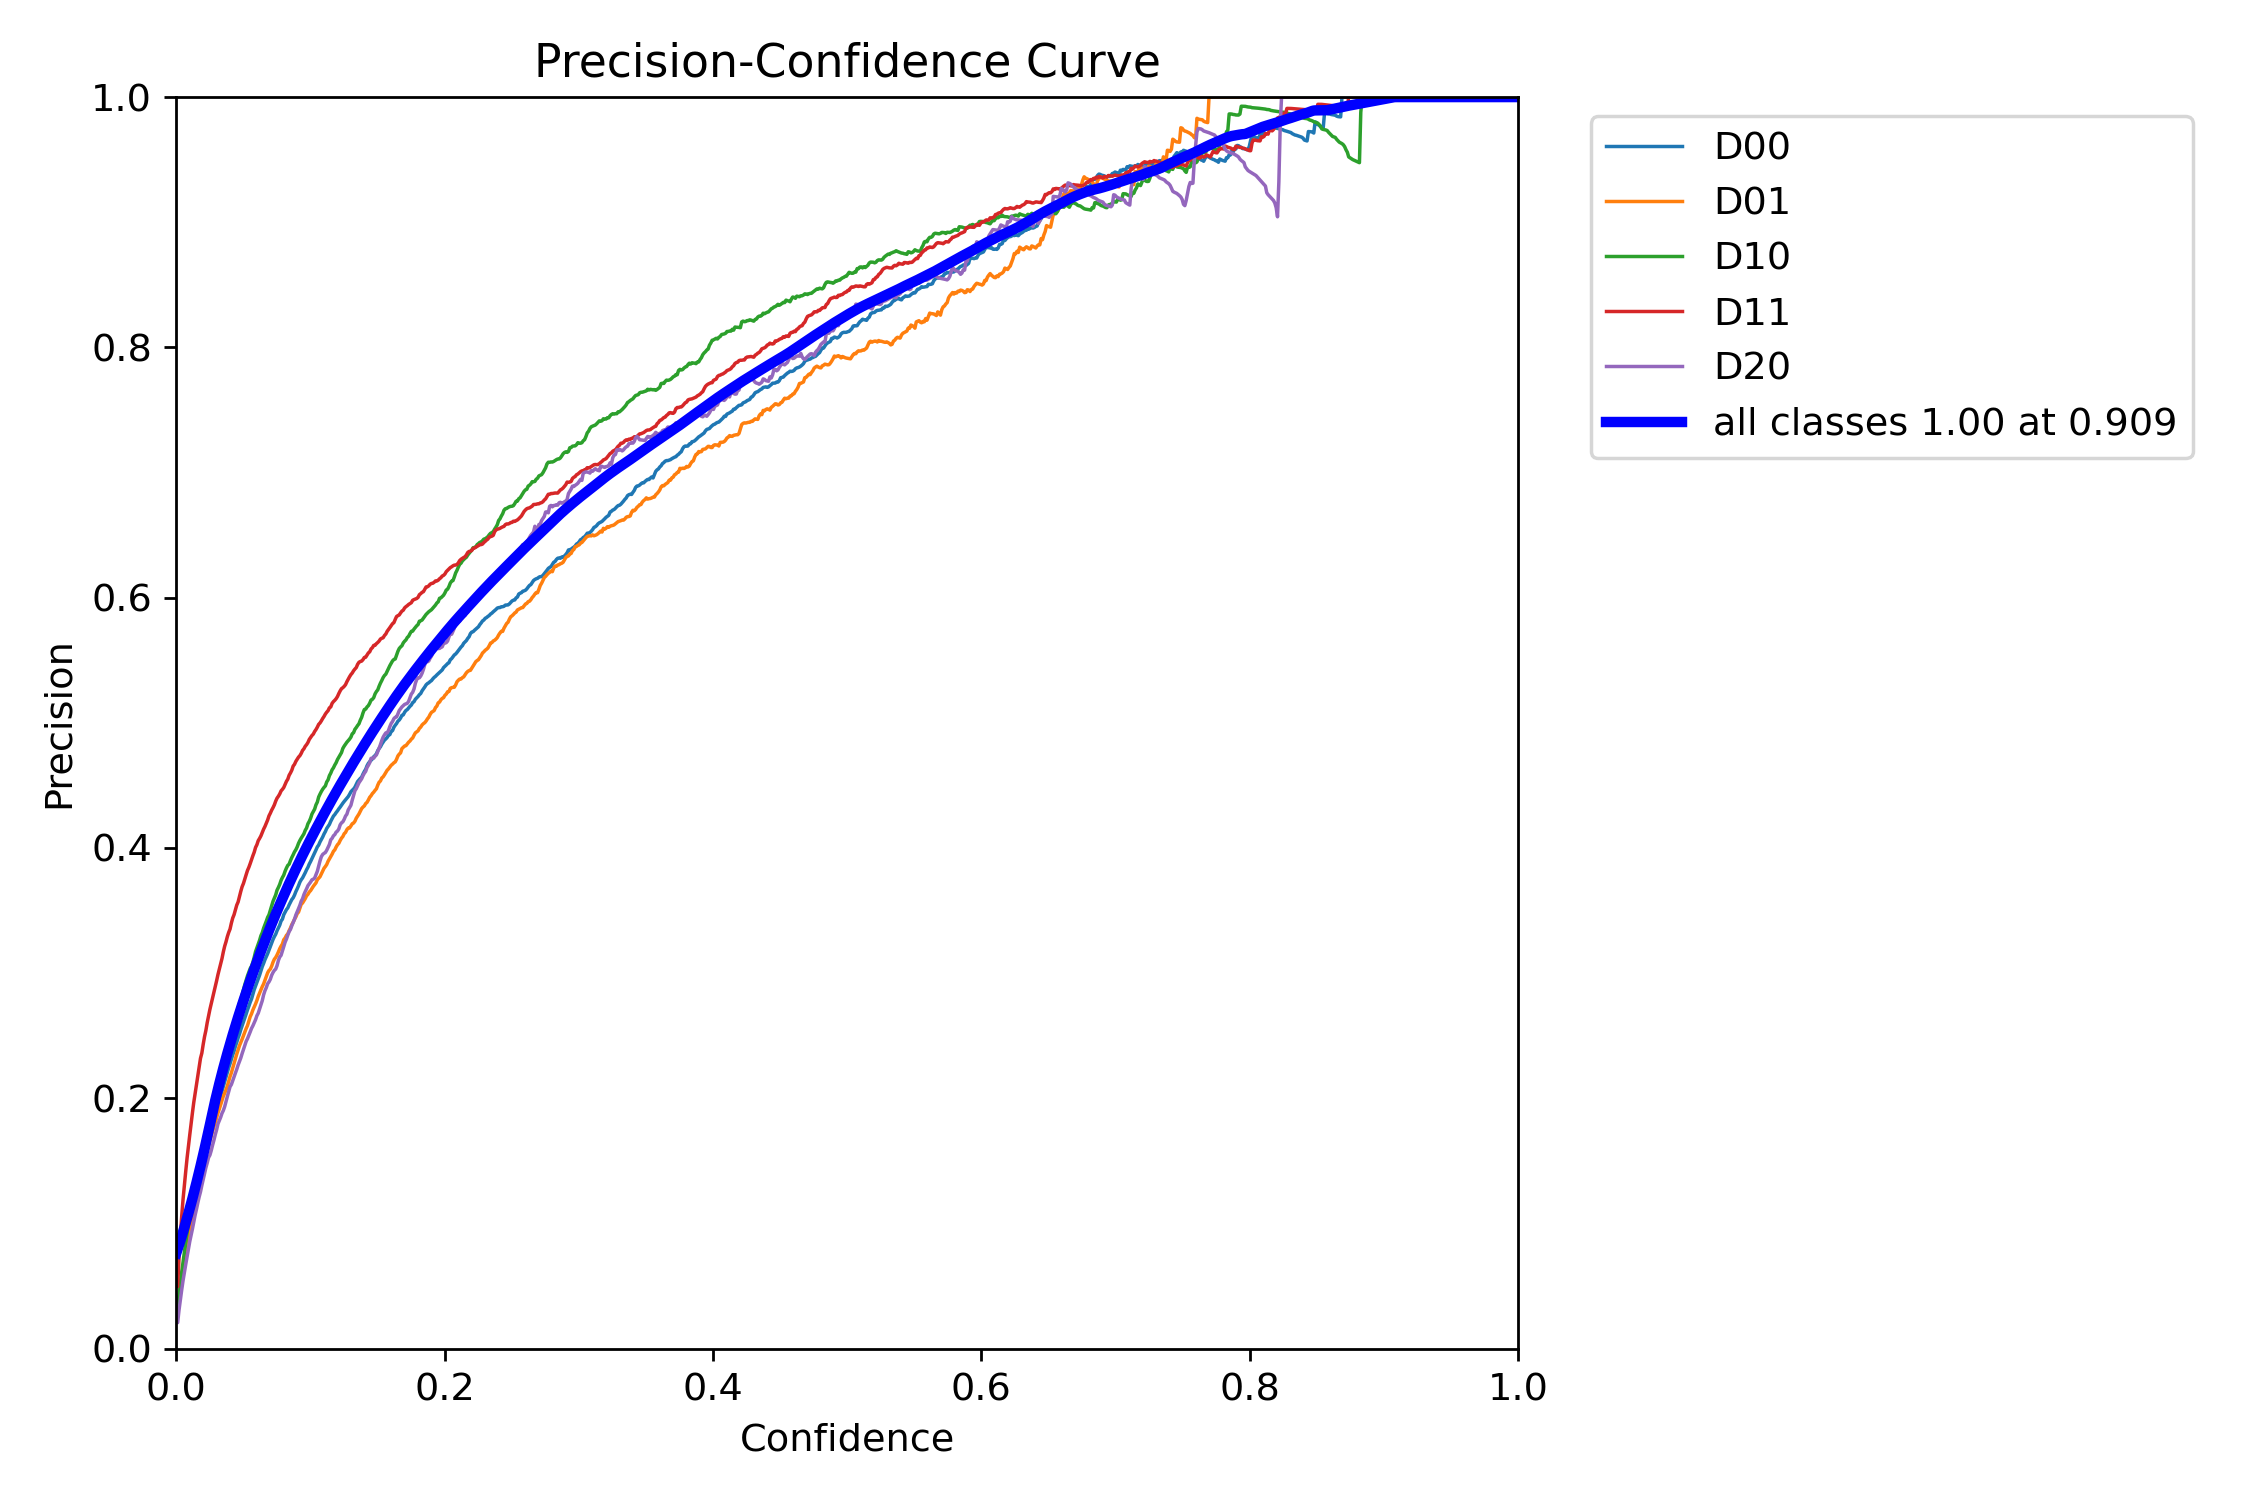 Precision-Confidence Curve
1.0
0.8
0.6
0.4
0.2
0.0
Precision
0.0 0.2 0.4 0.6 0.8 1.0
Confidence
D00
D01
D10
D11
D20
all classes 1.00 at 0.909